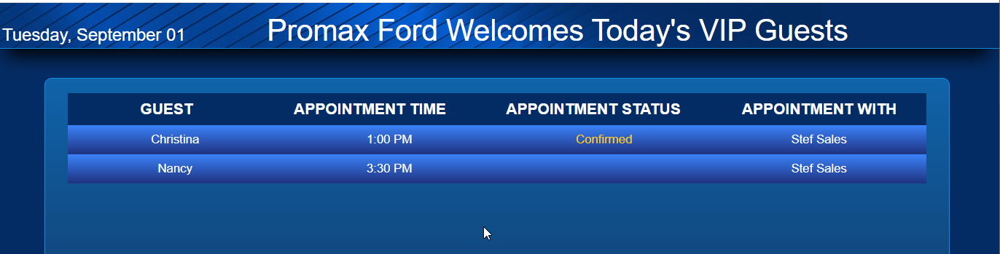 Tuesday, September 01 Promax Ford Welcomes Today's VIP Guests
GUEST APPOINTMENT TIME APPOINTMENT STATUS APPOINTMENT WITH
Christina 1:00 PM Confirmed Stef Sales
Nancy 3:30 PM Stef Sales